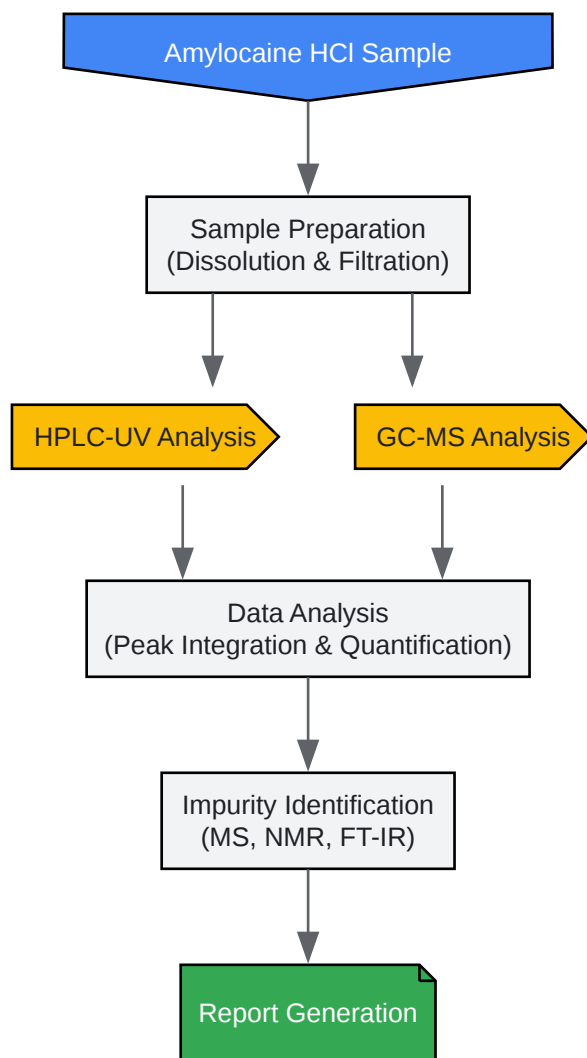 Amylocaine HCl Sample
Sample Preparation
(Dissolution & Filtration)
HPLC-UV Analysis
GC-MS Analysis
Data Analysis
(Peak Integration & Quantification)
Impurity Identification
(MS, NMR, FT-IR)
Report Generation